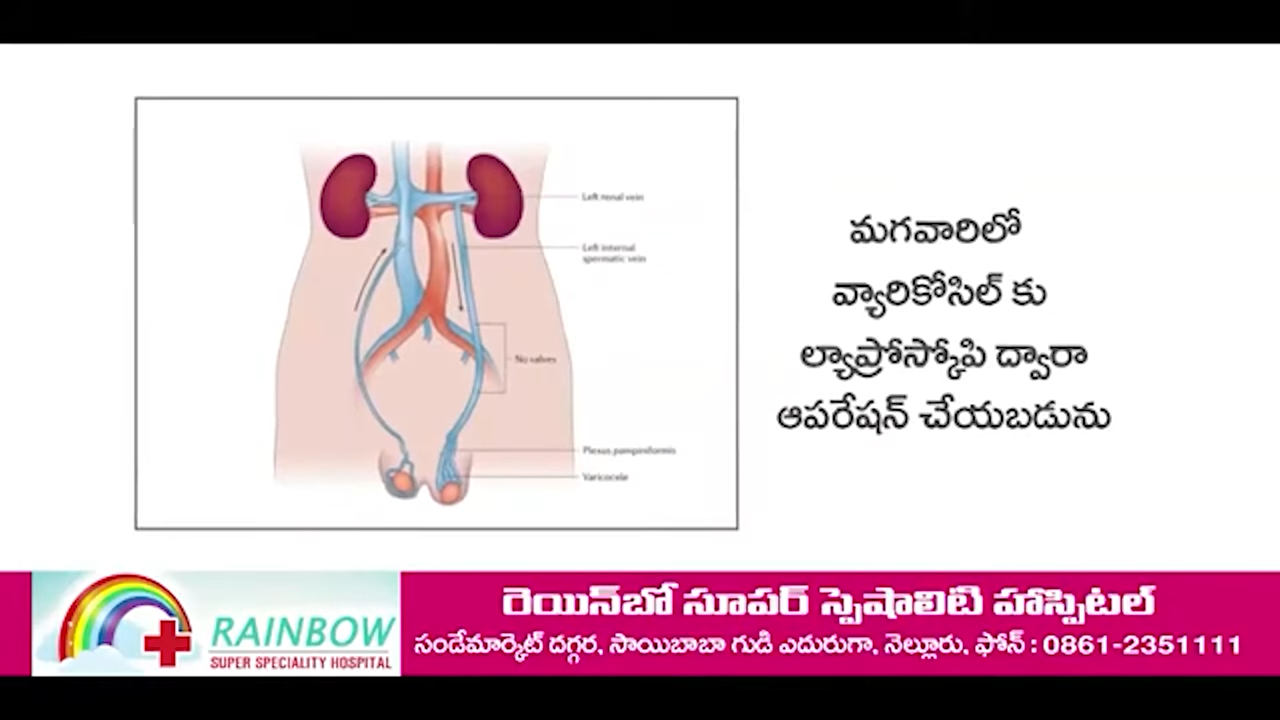 Left renal vein
Left internal
spermatic vein
No valves
Plexus pampiniformis
Varicocele
మగవారిలో
వ్యారికోసిల్ కు
ల్యాప్రోస్కోపి ద్వారా
ఆపరేషన్ చేయబడును
RAINBOW
SUPER SPECIALITY HOSPITAL
రెయిన్‌బో సూపర్ స్పెషాలిటి హాస్పిటల్
సండేమార్కెట్ దగ్గర, సాయిబాబా గుడి ఎదురుగా, నెల్లూరు, ఫోన్ : 0861-2351111